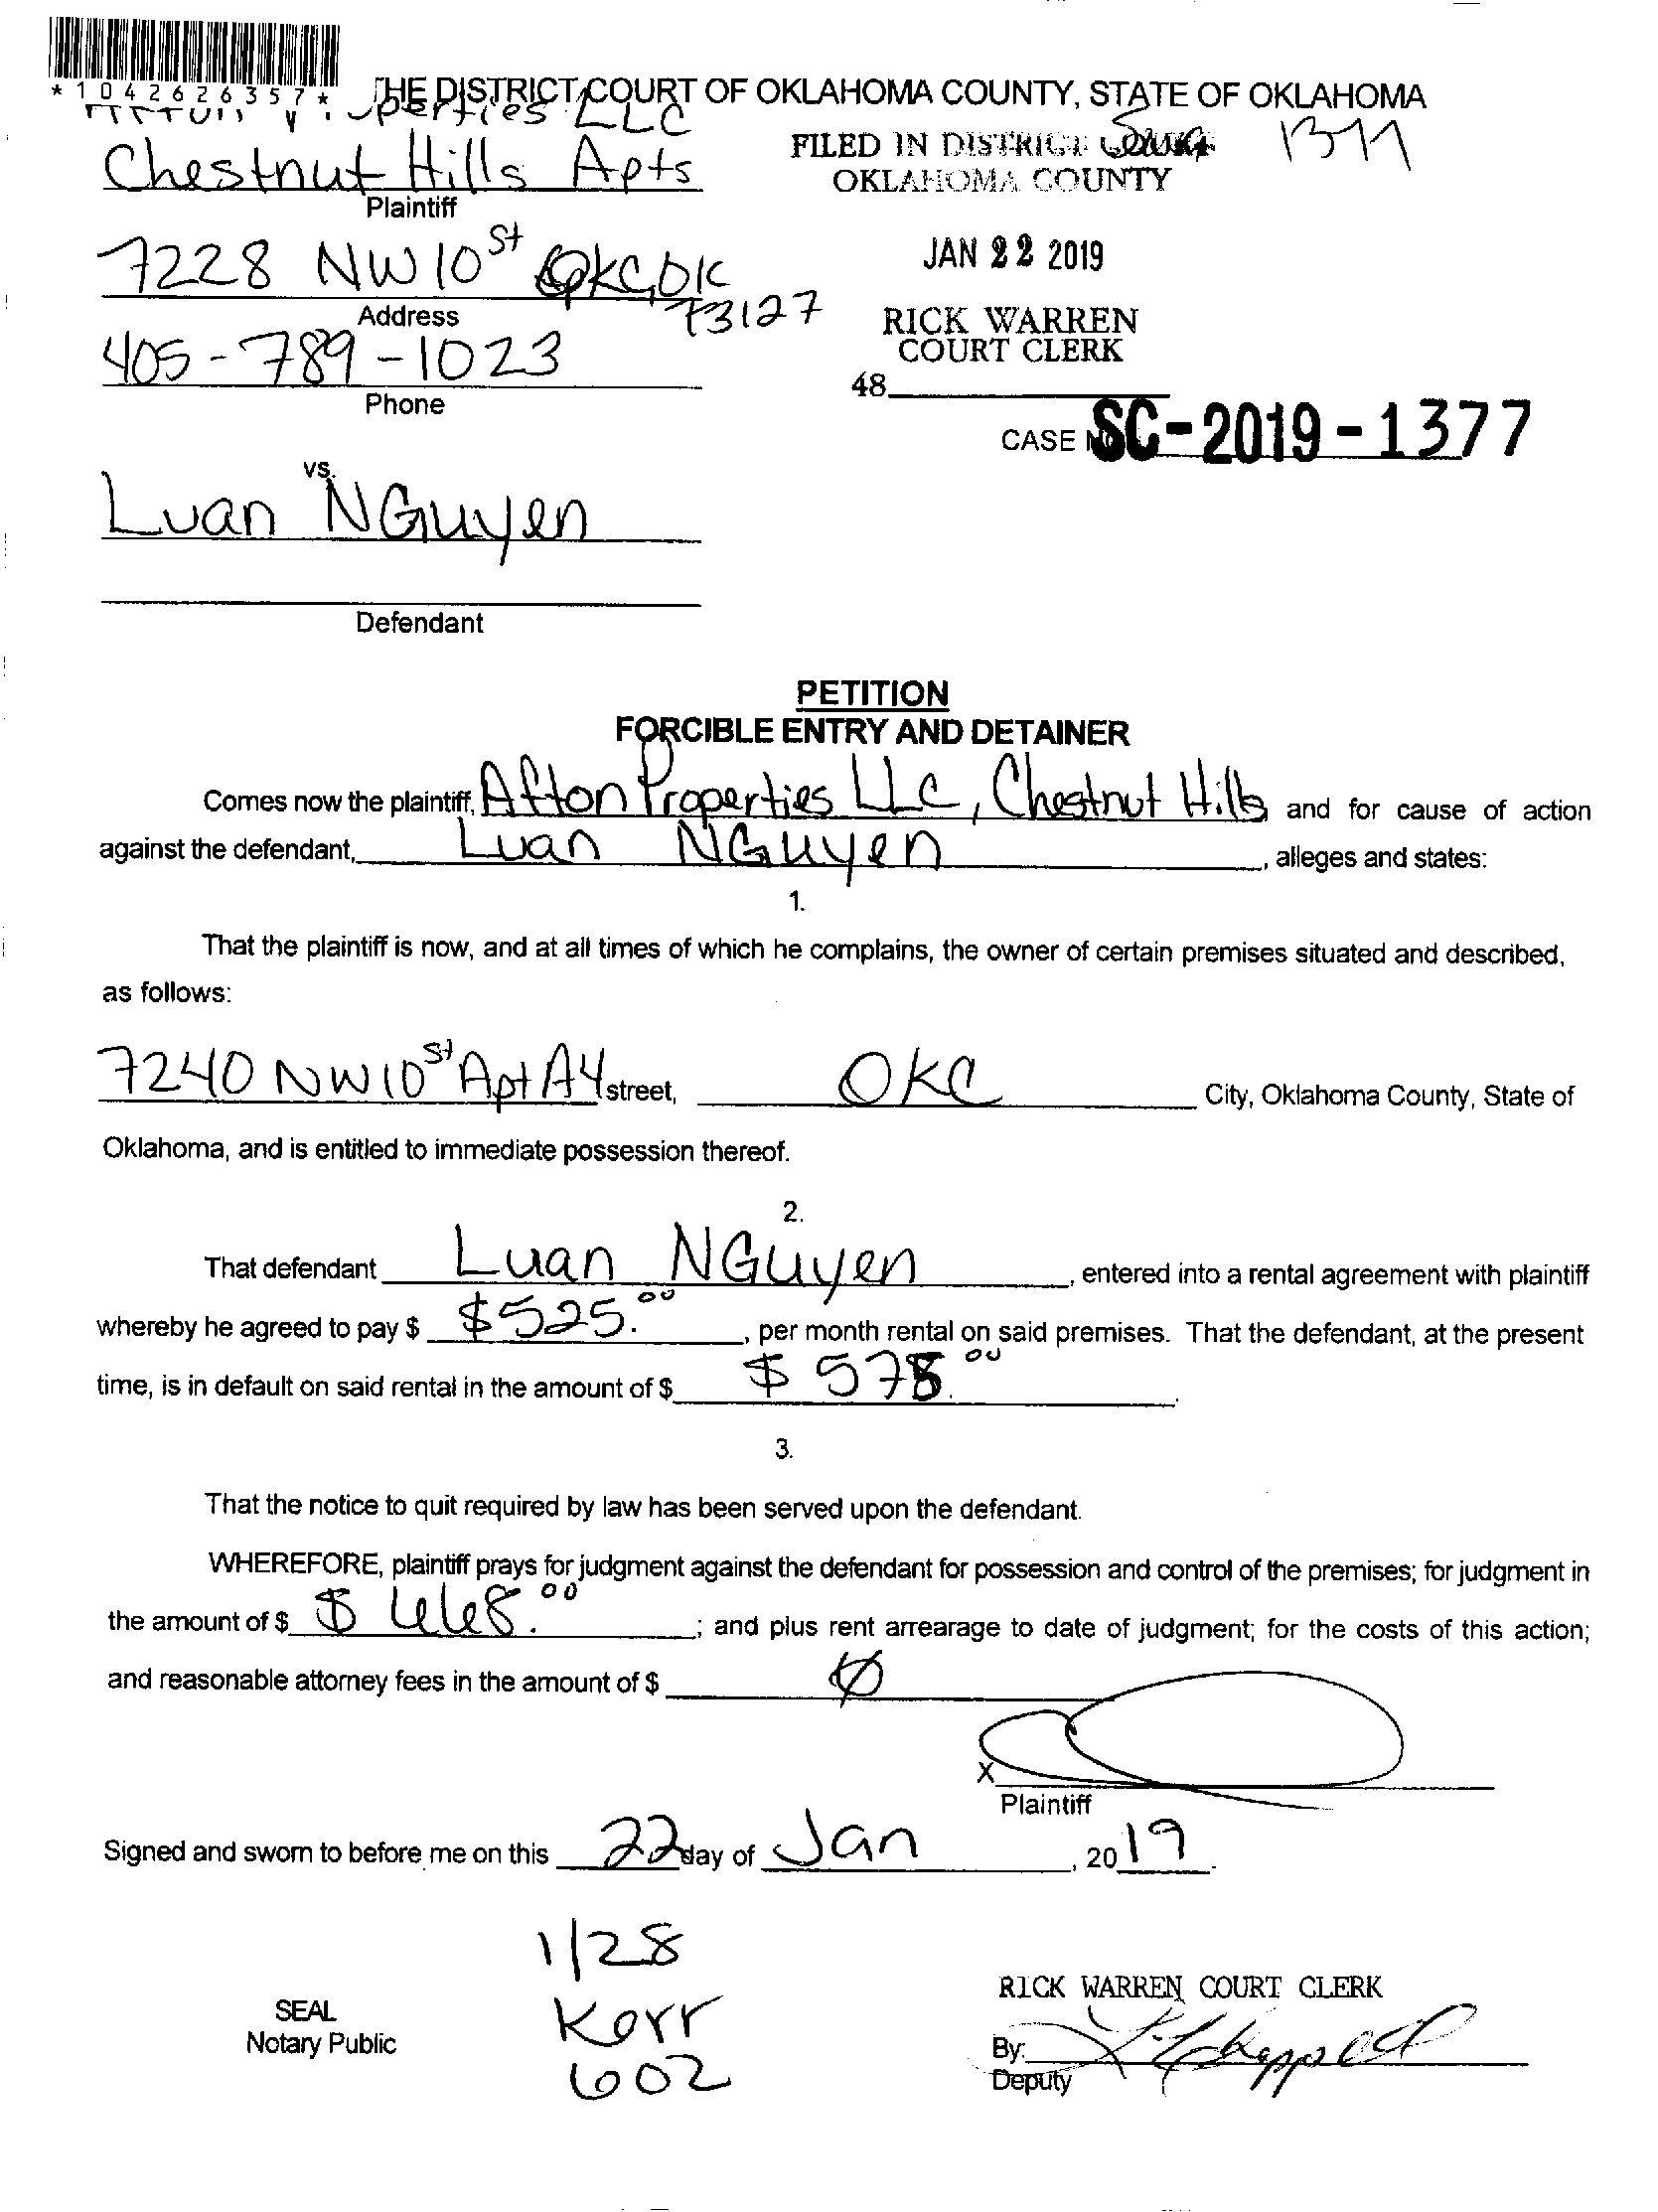 *1042626357*
THE DISTRICT COURT OF OKLAHOMA COUNTY, STATE OF OKLAHOMA
Properties LLC
Chestnut Hills Apts
Plaintiff
FILED IN DISTRICT COURT
OKLAHOMA COUNTY
7228 NW 10st OKC, OK
73127
Address
JAN 22 2019
405-789-1023
Phone
RICK WARREN
COURT CLERK
48
CASE NO. SC-2019-1377
vs.
Luan NGuyen
Defendant
PETITION
FORCIBLE ENTRY AND DETAINER
Comes now the plaintiff, Afton Properties LLC, Chestnut Hills and for cause of action
against the defendant, Luan NGuyen, alleges and states:
1.
That the plaintiff is now, and at all times of which he complains, the owner of certain premises situated and described,
as follows:
7240 NW 10st Apt A4 street, OKC City, Oklahoma County, State of
Oklahoma, and is entitled to immediate possession thereof.
2.
That defendant Luan NGuyen, entered into a rental agreement with plaintiff
whereby he agreed to pay $ $525.00, per month rental on said premises. That the defendant, at the present
time, is in default on said rental in the amount of $ $578.00.
3.
That the notice to quit required by law has been served upon the defendant.
WHEREFORE, plaintiff prays for judgment against the defendant for possession and control of the premises; for judgment in
the amount of $ $668.00; and plus rent arrearage to date of judgment; for the costs of this action;
and reasonable attorney fees in the amount of $
X
Plaintiff
Signed and sworn to before me on this 22 day of Jan, 2019.
1/28
Kerr
602
SEAL
Notary Public
RICK WARREN COURT CLERK
By:
Deputy